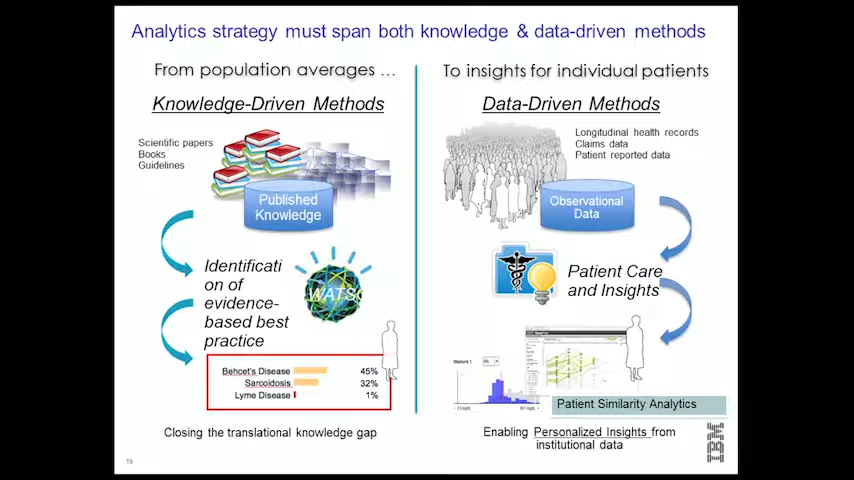 Analytics strategy must span both knowledge & data-driven methods
From population averages ...
Knowledge-Driven Methods
Scientific papers
Books
Guidelines
Published
Knowledge
Identificati
on of
evidence-
based best
practice
WATSO
Behcet's Disease 45%
Sarcoidosis 32%
Lyme Disease 1%
Closing the translational knowledge gap
To insights for individual patients
Data-Driven Methods
Longitudinal health records
Claims data
Patient reported data
Observational
Data
Patient Care
and Insights
Measure 1
Patient Similarity Analytics
Enabling Personalized Insights from
institutional data
IBM
19